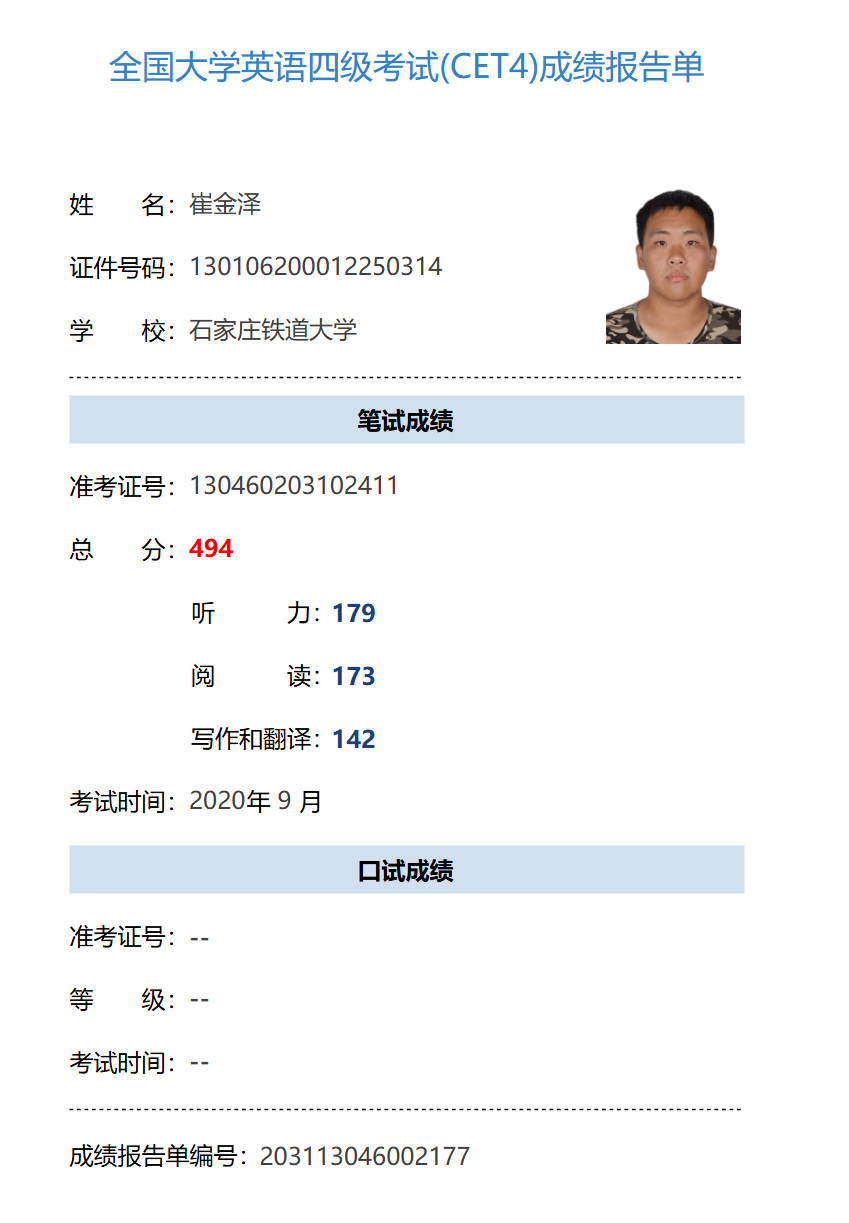 全国大学英语四级考试(CET4)成绩报告单
姓 名：崔金泽
证件号码：130106200012250314
学 校：石家庄铁道大学
笔试成绩
准考证号：130460203102411
总 分：494
听 力：179
阅 读：173
写作和翻译：142
考试时间：2020年 9 月
口试成绩
准考证号：--
等 级：--
考试时间：--
成绩报告单编号：203113046002177